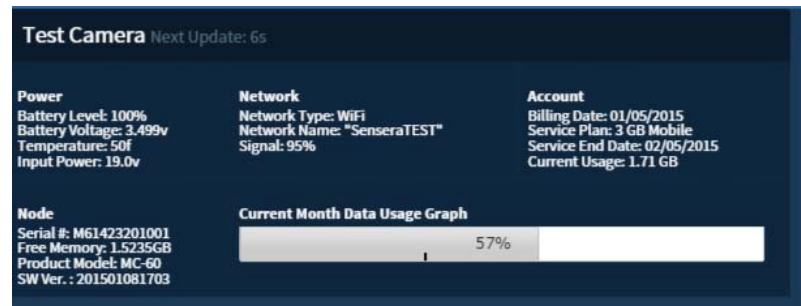 Test Camera Next Update: 6s
Power
Battery Level: 100%
Battery Voltage: 3.499v
Temperature: 50f
Input Power: 19.0v
Network
Network Type: WiFi
Network Name: "SenseraTEST"
Signal: 95%
Account
Billing Date: 01/05/2015
Service Plan: 3 GB Mobile
Service End Date: 02/05/2015
Current Usage: 1.71 GB
Node
Serial #: M61423201001
Free Memory: 1.5235GB
Product Model: MC-60
SW Ver. : 201501081703
Current Month Data Usage Graph
57%